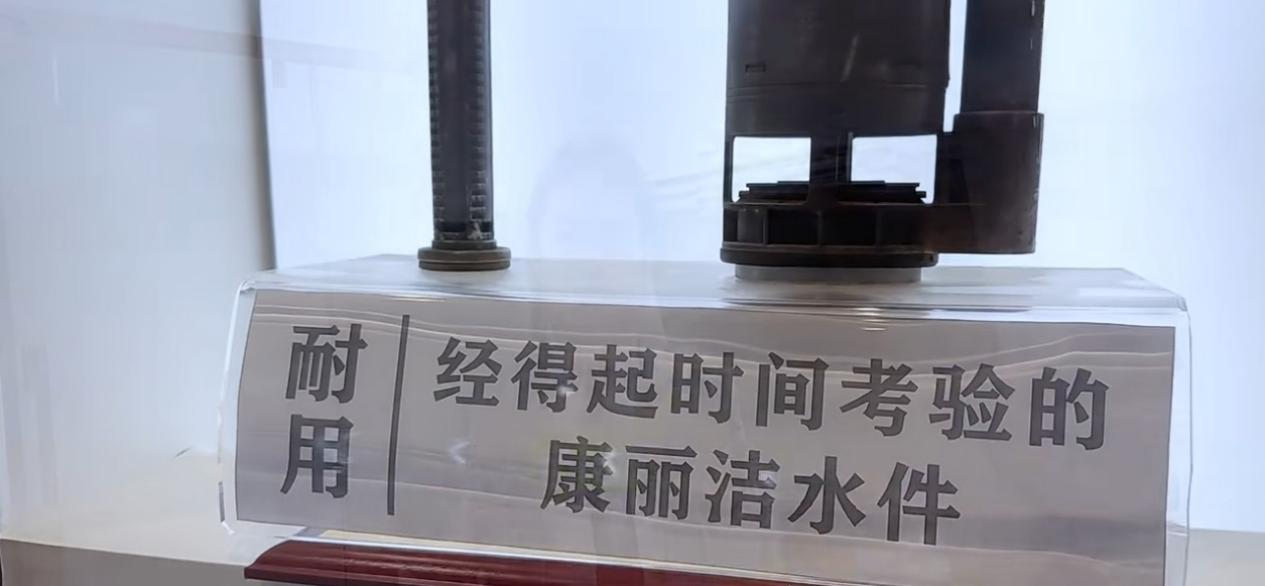 耐用
经得起时间考验的
康丽洁水件